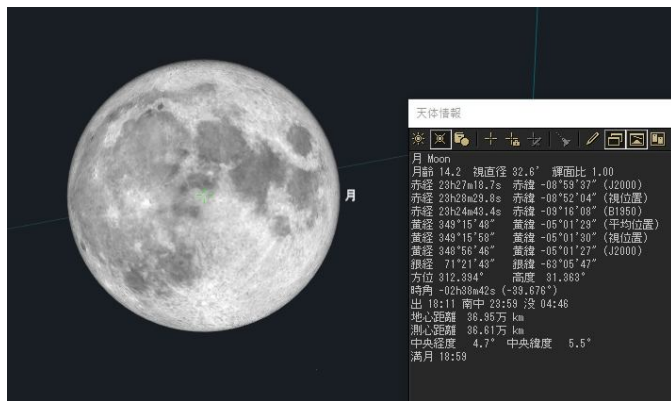 月
天体情報
月 Moon
月齢 14.2 視直径 32.6' 輝面比 1.00
赤経 23h27m18.7s 赤緯 -08°59'37" (J2000)
赤経 23h28m29.8s 赤緯 -08°52'04" (視位置)
赤経 23h24m43.4s 赤緯 -09°16'08" (B1950)
黄経 349°15'48" 黄緯 -05°01'29" (平均位置)
黄経 349°15'58" 黄緯 -05°01'30" (視位置)
黄経 348°56'46" 黄緯 -05°01'27" (J2000)
銀経 71°21'43" 銀緯 -63°05'47"
方位 312.394° 高度 31.363°
時角 -02h38m42s (-39.676°)
出 18:11 南中 23:59 没 04:46
地心距離 36.95万 km
測心距離 36.61万 km
中央経度 4.7° 中央緯度 5.5°
満月 18:59